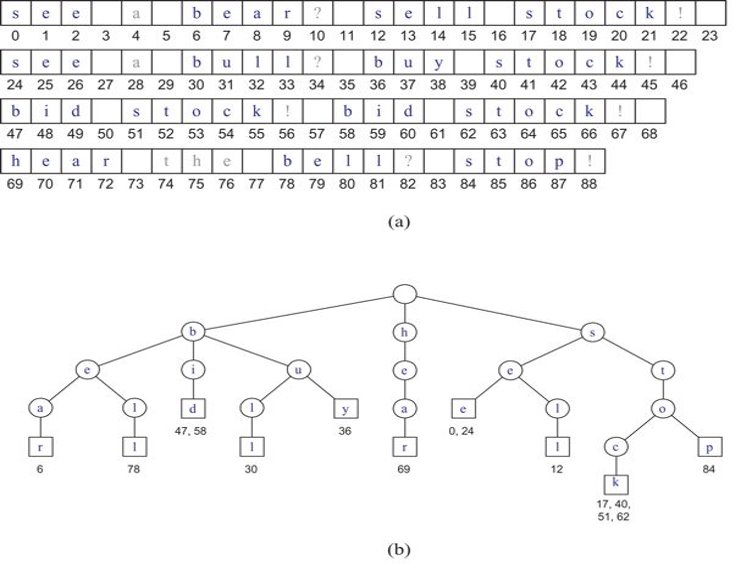 s e e a b e a r ? s e l l s t o c k !
0 1 2 3 4 5 6 7 8 9 10 11 12 13 14 15 16 17 18 19 20 21 22 23
s e e a b u l l ? b u y s t o c k !
24 25 26 27 28 29 30 31 32 33 34 35 36 37 38 39 40 41 42 43 44 45 46
b i d s t o c k ! b i d s t o c k !
47 48 49 50 51 52 53 54 55 56 57 58 59 60 61 62 63 64 65 66 67 68
h e a r t h e b e l l ? s t o p !
69 70 71 72 73 74 75 76 77 78 79 80 81 82 83 84 85 86 87 88
(a)
b h s
e i u e e t
a l d l y a e l o
47, 58 36 0, 24
r l l r l c p
6 78 30 69 12 84
k
17, 40,
51, 62
(b)